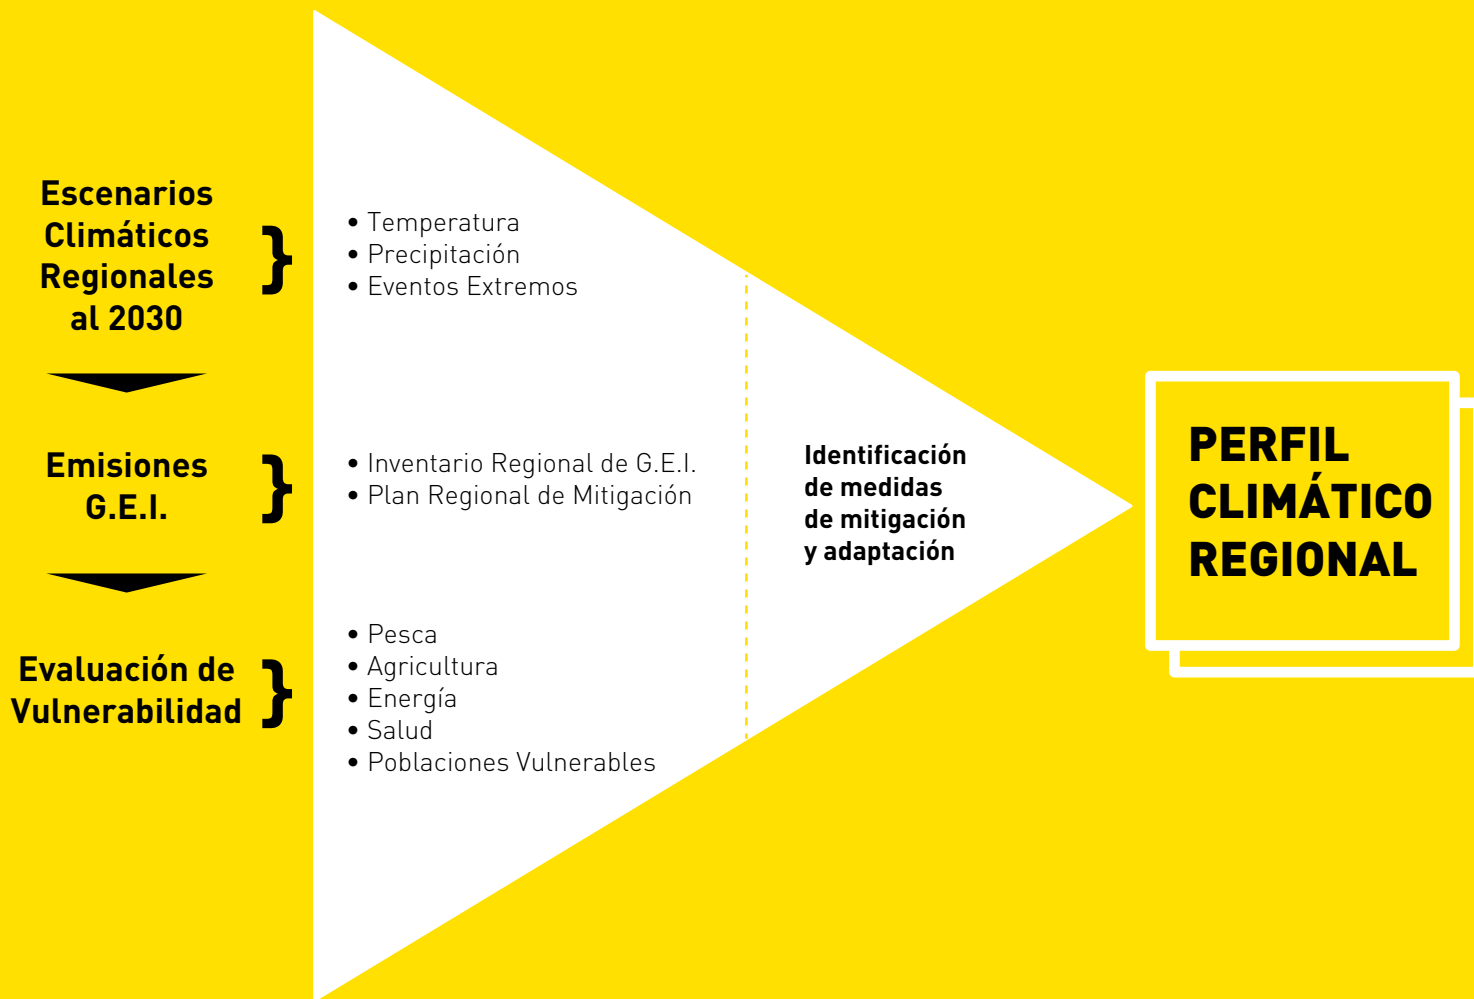 Escenarios
Climáticos
Regionales
al 2030
}
• Temperatura
• Precipitación
• Eventos Extremos
Emisiones
G.E.I.
}
• Inventario Regional de G.E.I.
• Plan Regional de Mitigación
Evaluación de
Vulnerabilidad
}
• Pesca
• Agricultura
• Energía
• Salud
• Poblaciones Vulnerables
Identificación
de medidas
de mitigación
y adaptación
PERFIL
CLIMÁTICO
REGIONAL